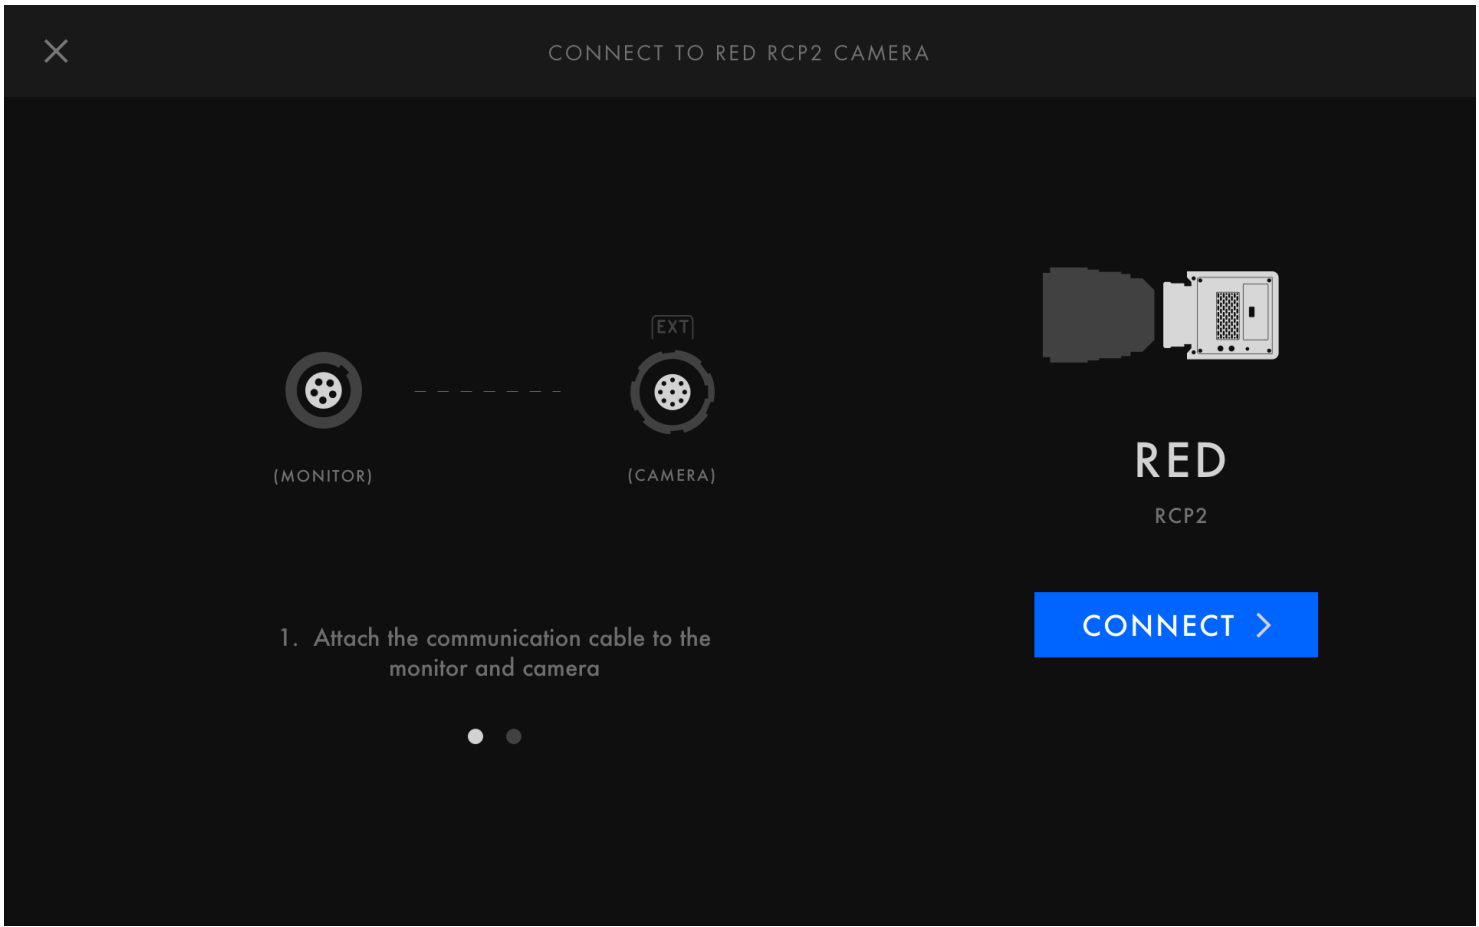 CONNECT TO RED RCP2 CAMERA
EXT
(MONITOR)
(CAMERA)
1. Attach the communication cable to the
monitor and camera
RED
RCP2
CONNECT